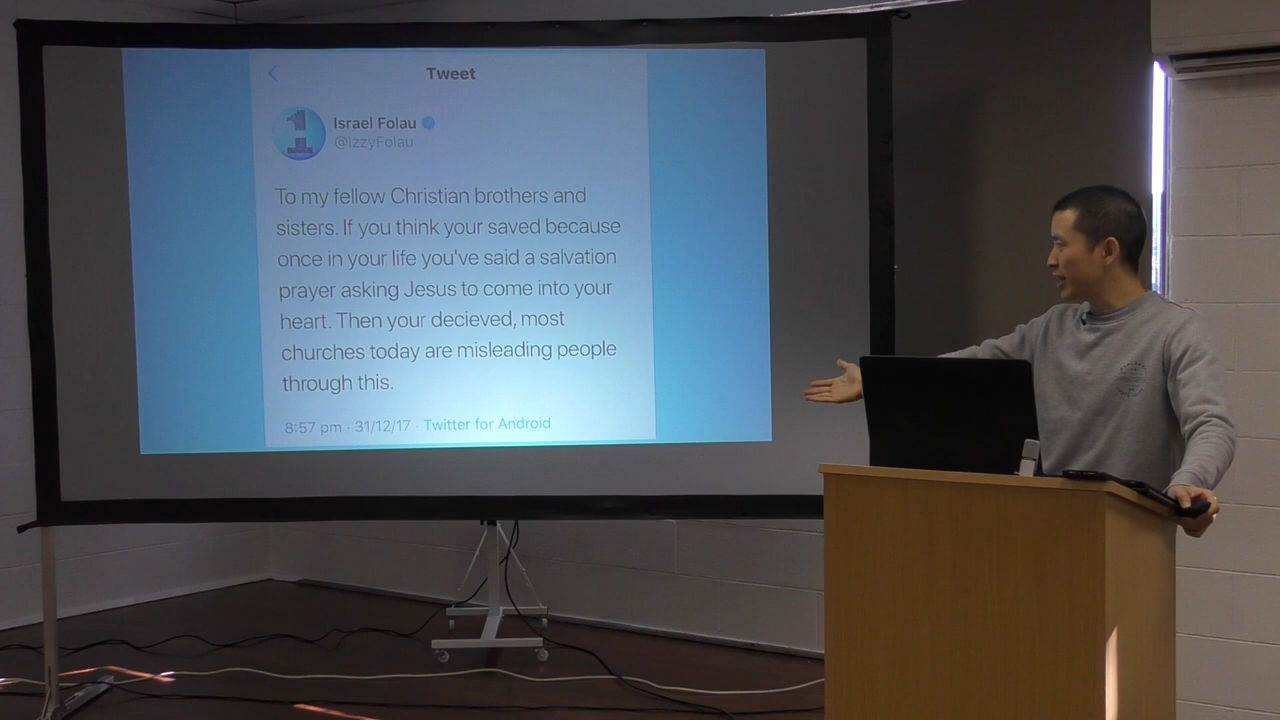 Tweet
Israel Folau
@IzzyFolau
To my fellow Christian brothers and
sisters. If you think your saved because
once in your life you've said a salvation
prayer asking Jesus to come into your
heart. Then your decieved, most
churches today are misleading people
through this.
8:57 pm · 31/12/17 · Twitter for Android